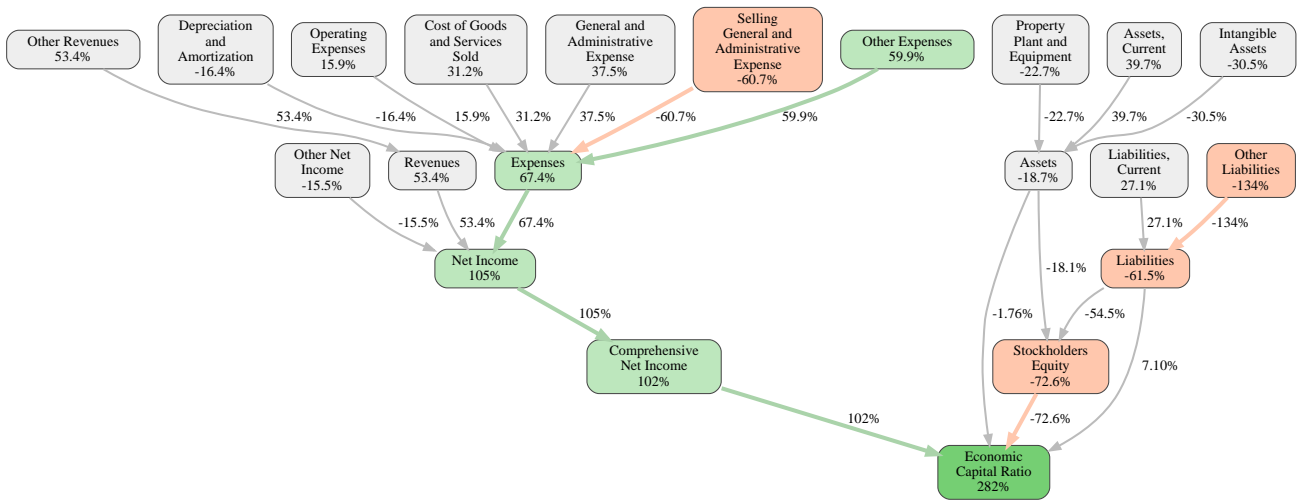 Other Revenues
53.4%
Depreciation
and
Amortization
-16.4%
Operating
Expenses
15.9%
Cost of Goods
and Services
Sold
31.2%
General and
Administrative
Expense
37.5%
Selling
General and
Administrative
Expense
-60.7%
Other Expenses
59.9%
Property
Plant and
Equipment
-22.7%
Assets,
Current
39.7%
Intangible
Assets
-30.5%
53.4%
-16.4%
15.9%
31.2%
37.5%
-60.7%
59.9%
-22.7%
39.7%
-30.5%
Other Net
Income
-15.5%
Revenues
53.4%
Expenses
67.4%
Assets
-18.7%
Liabilities,
Current
27.1%
Other
Liabilities
-134%
-15.5%
53.4%
67.4%
27.1%
-134%
Net Income
105%
-18.1%
Liabilities
-61.5%
105%
-1.76%
-54.5%
Comprehensive
Net Income
102%
Stockholders
Equity
-72.6%
7.10%
102%
-72.6%
Economic
Capital Ratio
282%